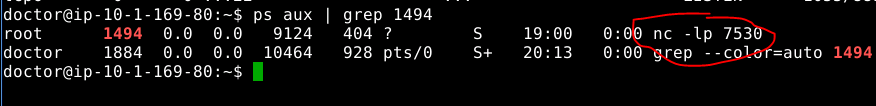 doctor@ip-10-1-169-80:~$ ps aux | grep 1494
root      1494  0.0  0.0   9124   404 ?        S    19:00   0:00 nc -lp 7530
doctor    1884  0.0  0.0  10464   928 pts/0    S+   20:13   0:00 grep --color=auto 1494
doctor@ip-10-1-169-80:~$